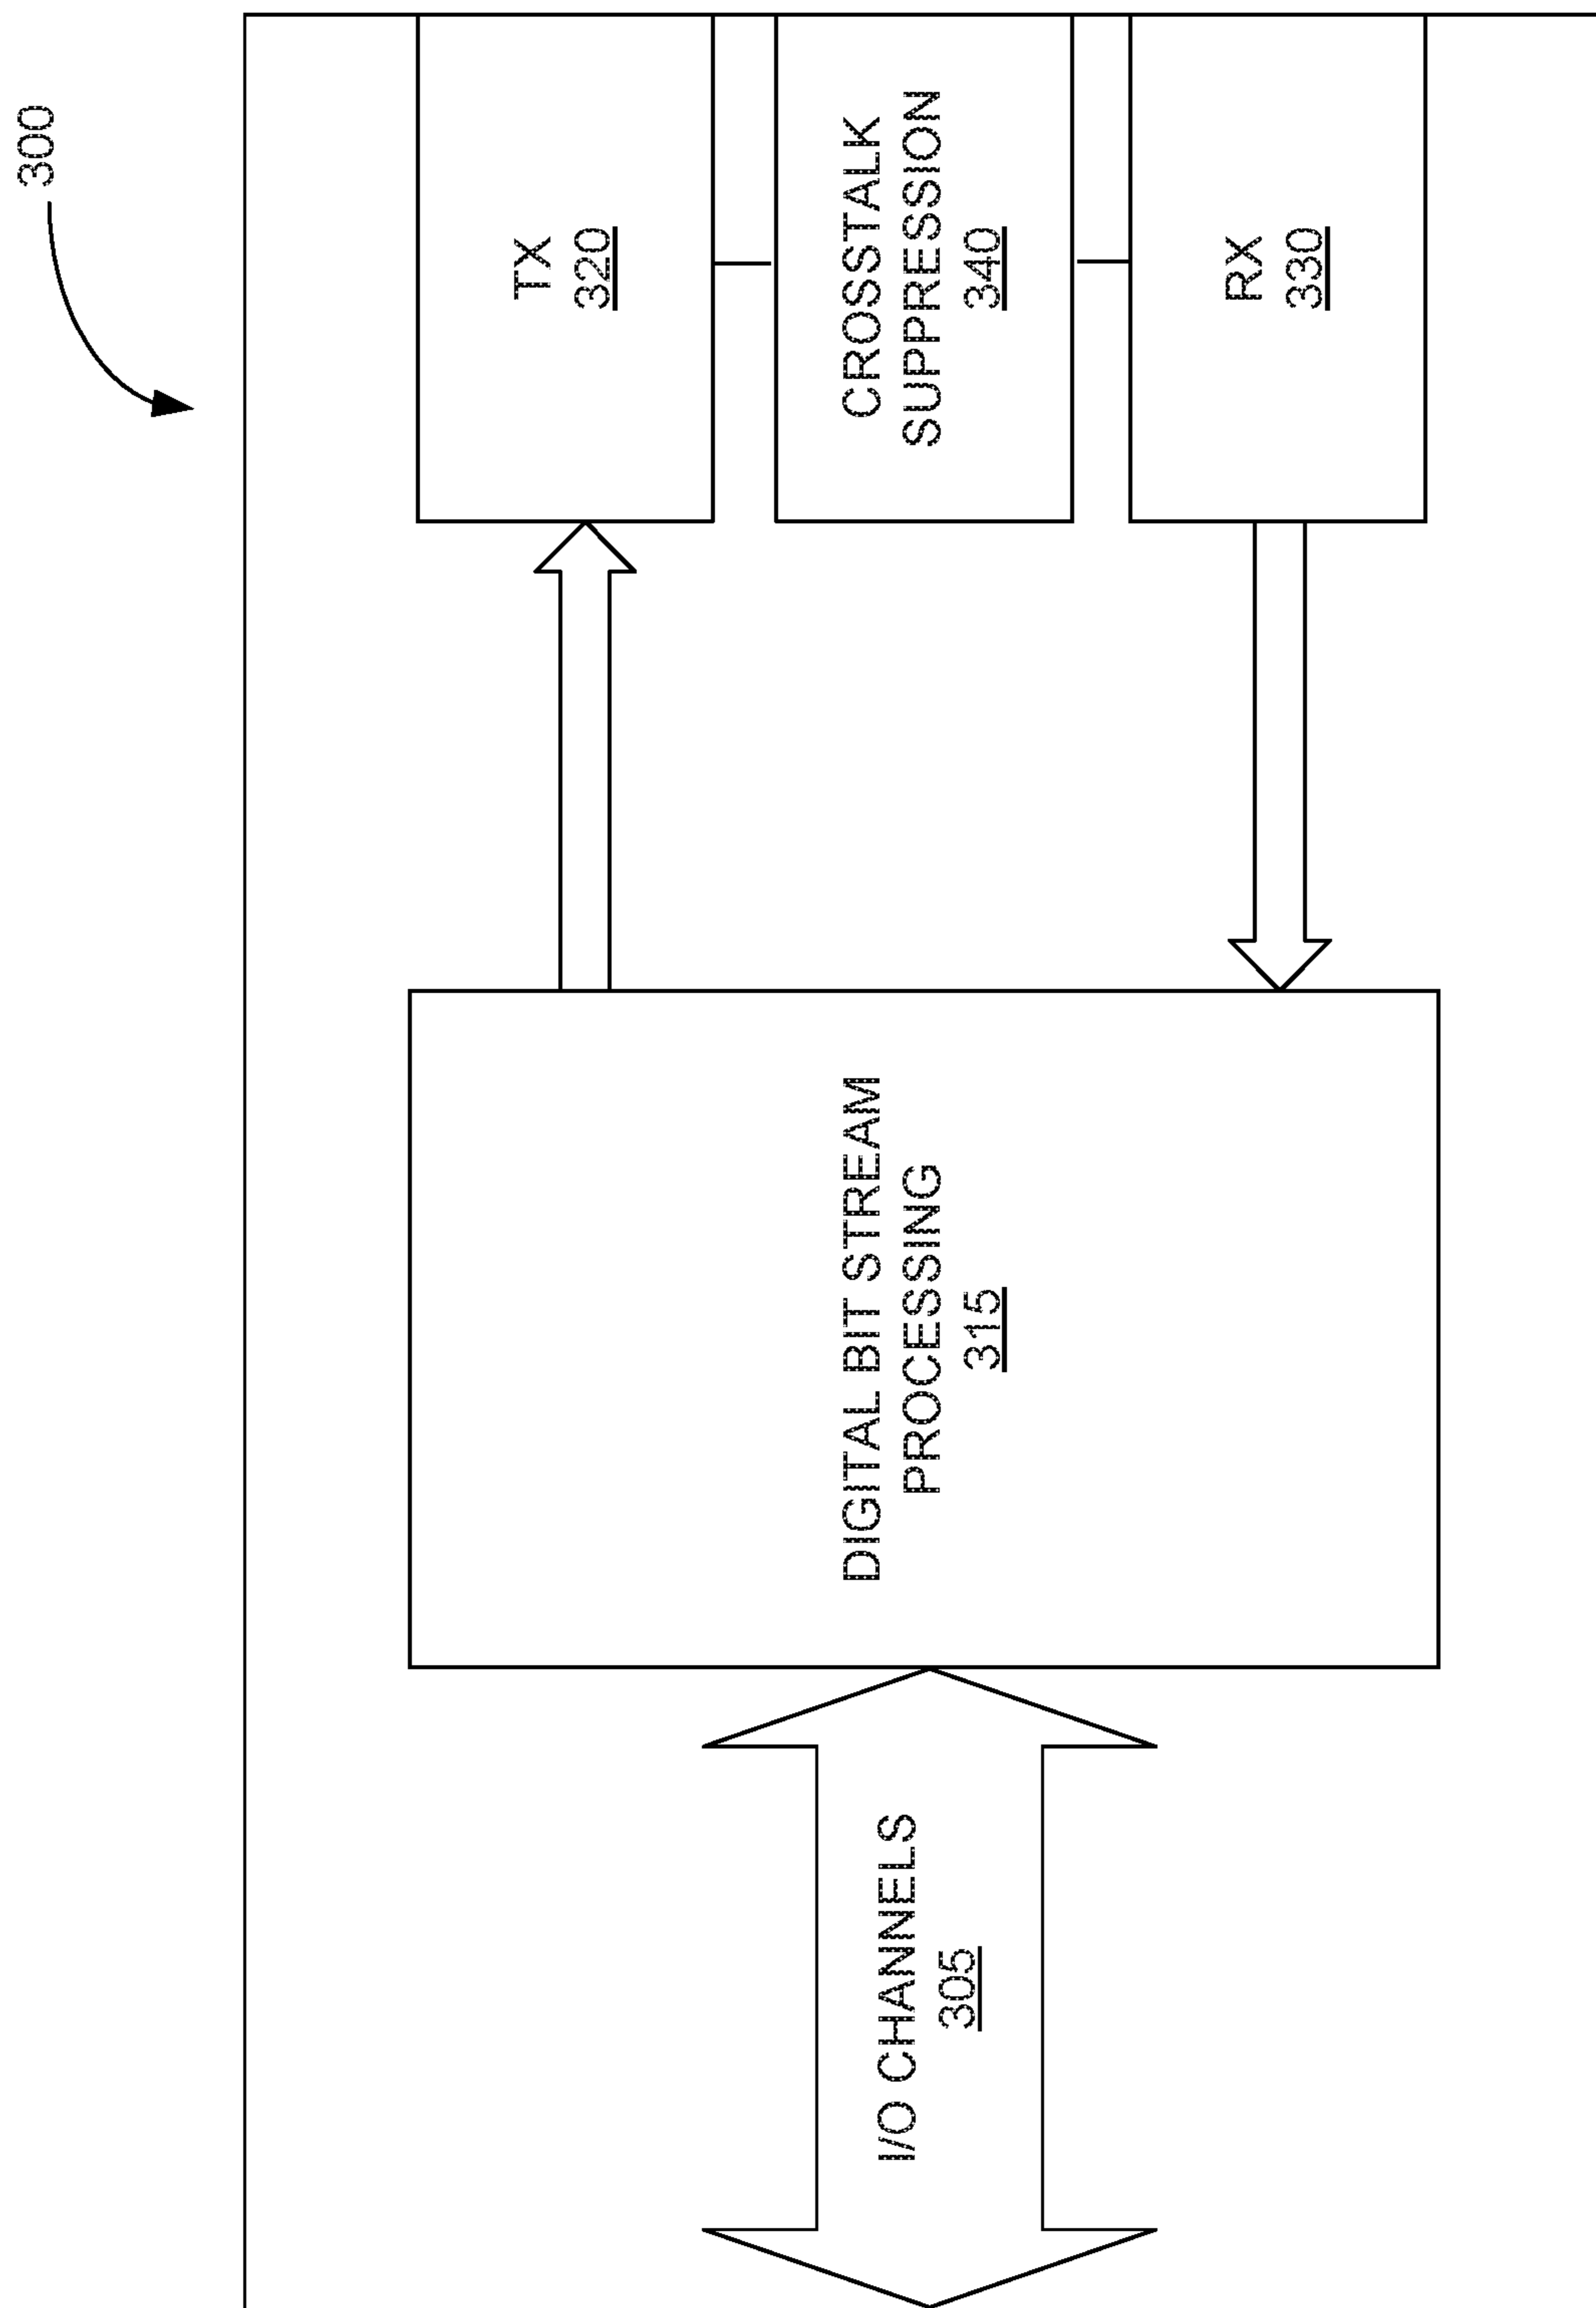 300
TX
320
CROSSTALK
SUPPRESSION
340
RX
330
DIGITAL BIT STREAM
PROCESSING
315
I/O CHANNELS
305